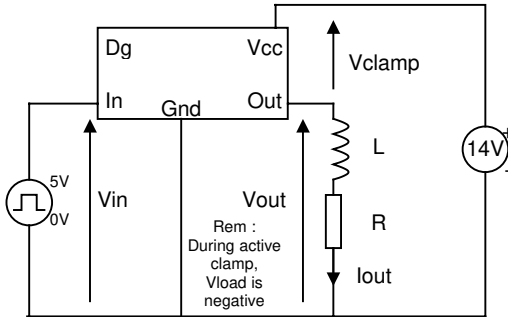 Dg
Vcc
In
Gnd
Out
Vclamp
L
14V
+
-
5V
0V
Vin
Vout
R
Rem :
During active
clamp,
Vload is
negative
Iout